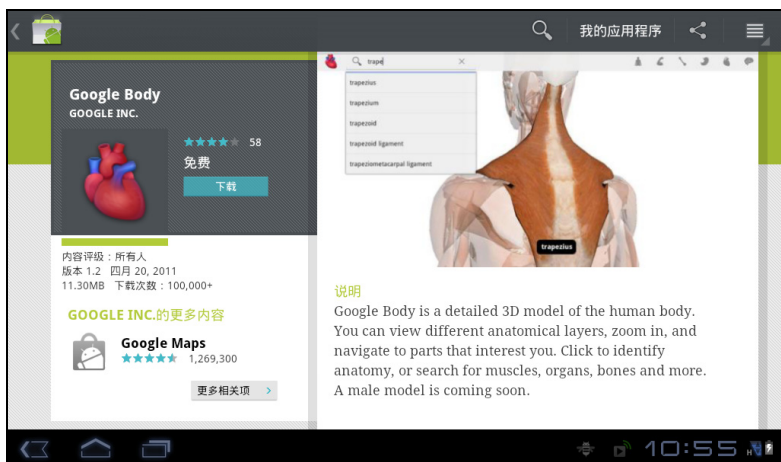 我的应用程序
Google Body
GOOGLE INC.
58
免费
下载
内容评级：所有人
版本 1.2 四月 20, 2011
11.30MB 下载次数：100,000+
GOOGLE INC.的更多内容
Google Maps
1,269,300
更多相关项
trape
trapezius
trapezium
trapezoid
trapezoid ligament
trapeziometacarpal ligament
trapezius
说明
Google Body is a detailed 3D model of the human body.
You can view different anatomical layers, zoom in, and
navigate to parts that interest you. Click to identify
anatomy, or search for muscles, organs, bones and more.
A male model is coming soon.
10:55
H